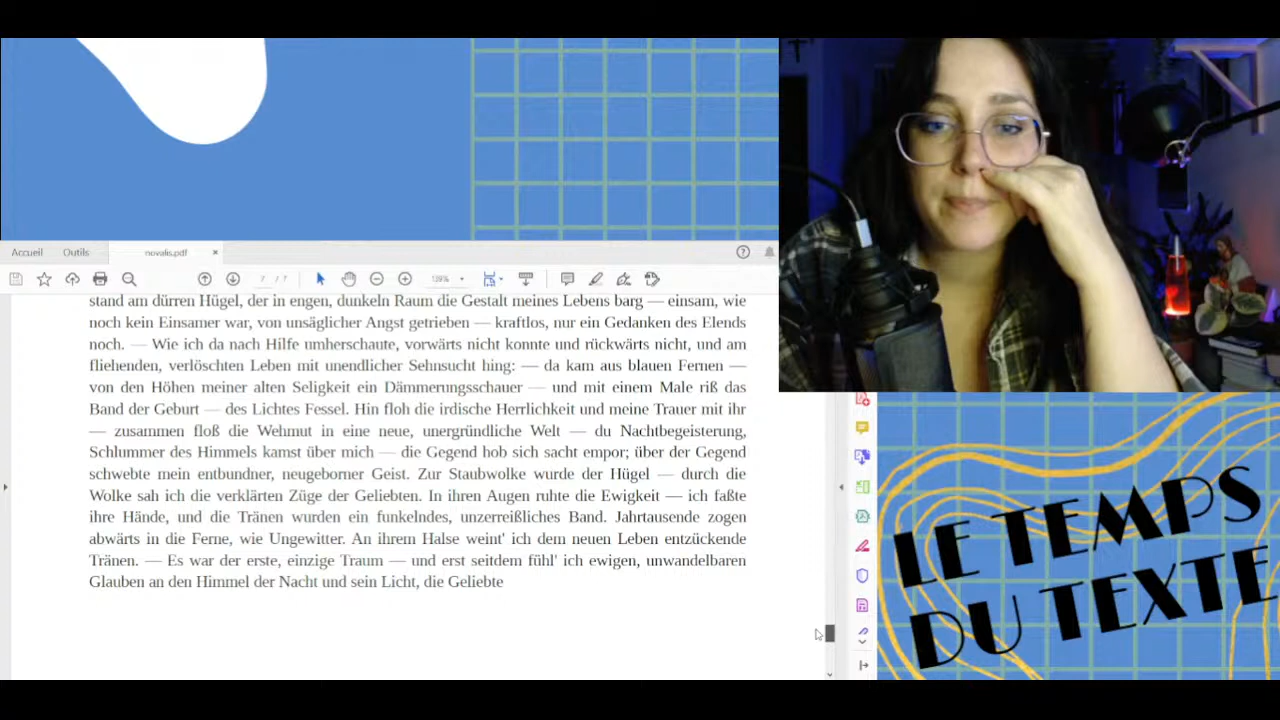 Accueil Outils novalis.pdf
7 / 7 129%
stand am dürren Hügel, der in engen, dunkeln Raum die Gestalt meines Lebens barg — einsam, wie
noch kein Einsamer war, von unsäglicher Angst getrieben — kraftlos, nur ein Gedanken des Elends
noch. — Wie ich da nach Hilfe umherschaute, vorwärts nicht konnte und rückwärts nicht, und am
fliehenden, verlöschten Leben mit unendlicher Sehnsucht hing: — da kam aus blauen Fernen —
von den Höhen meiner alten Seligkeit ein Dämmerungsschauer — und mit einem Male riß das
Band der Geburt — des Lichtes Fessel. Hin floh die irdische Herrlichkeit und meine Trauer mit ihr
— zusammen floß die Wehmut in eine neue, unergründliche Welt — du Nachtbegeisterung,
Schlummer des Himmels kamst über mich — die Gegend hob sich sacht empor; über der Gegend
schwebte mein entbundner, neugeborner Geist. Zur Staubwolke wurde der Hügel — durch die
Wolke sah ich die verklärten Züge der Geliebten. In ihren Augen ruhte die Ewigkeit — ich faßte
ihre Hände, und die Tränen wurden ein funkelndes, unzerreißliches Band. Jahrtausende zogen
abwärts in die Ferne, wie Ungewitter. An ihrem Halse weint' ich dem neuen Leben entzückende
Tränen. — Es war der erste, einzige Traum — und erst seitdem fühl' ich ewigen, unwandelbaren
Glauben an den Himmel der Nacht und sein Licht, die Geliebte
LE TEMPS
DU TEXTE